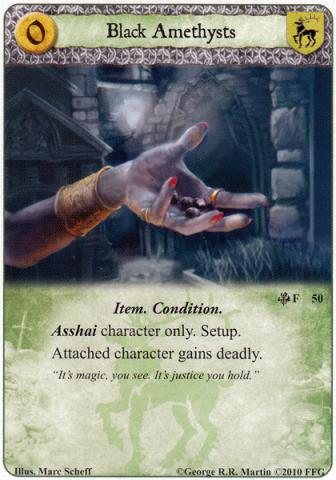 0
Black Amethysts
F 50
Item. Condition.
Asshai character only. Setup.
Attached character gains deadly.
"It's magic, you see. It's justice you hold."
Illus. Marc Scheff
©George R.R. Martin ©2010 FFG